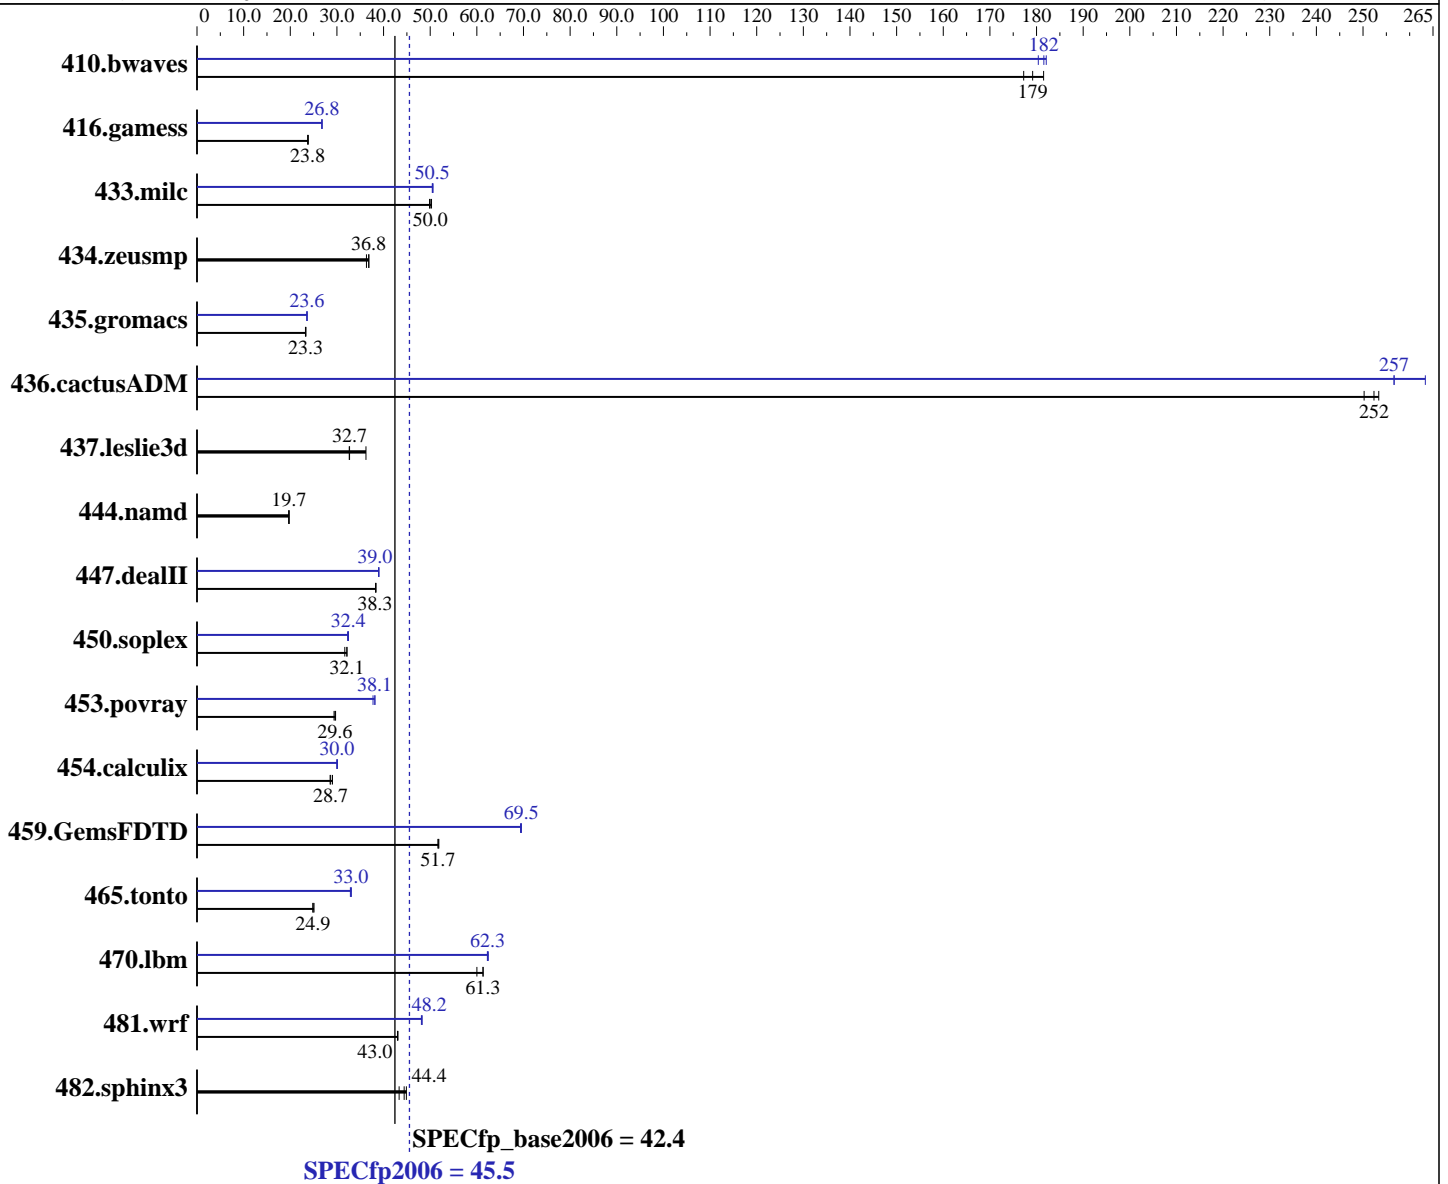 0 10.0 20.0 30.0 40.0 50.0 60.0 70.0 80.0 90.0 100 110 120 130 140 150 160 170 180 190 200 210 220 230 240 250 265
182
410.bwaves
179
26.8
416.gamess
23.8
50.5
433.milc
50.0
36.8
434.zeusmp
23.6
435.gromacs
23.3
257
436.cactusADM
252
32.7
437.leslie3d
19.7
444.namd
39.0
447.dealII
38.3
32.4
450.soplex
32.1
38.1
453.povray
29.6
30.0
454.calculix
28.7
69.5
459.GemsFDTD
51.7
33.0
465.tonto
24.9
62.3
470.lbm
61.3
48.2
481.wrf
43.0
44.4
482.sphinx3
SPECfp_base2006 = 42.4
SPECfp2006 = 45.5